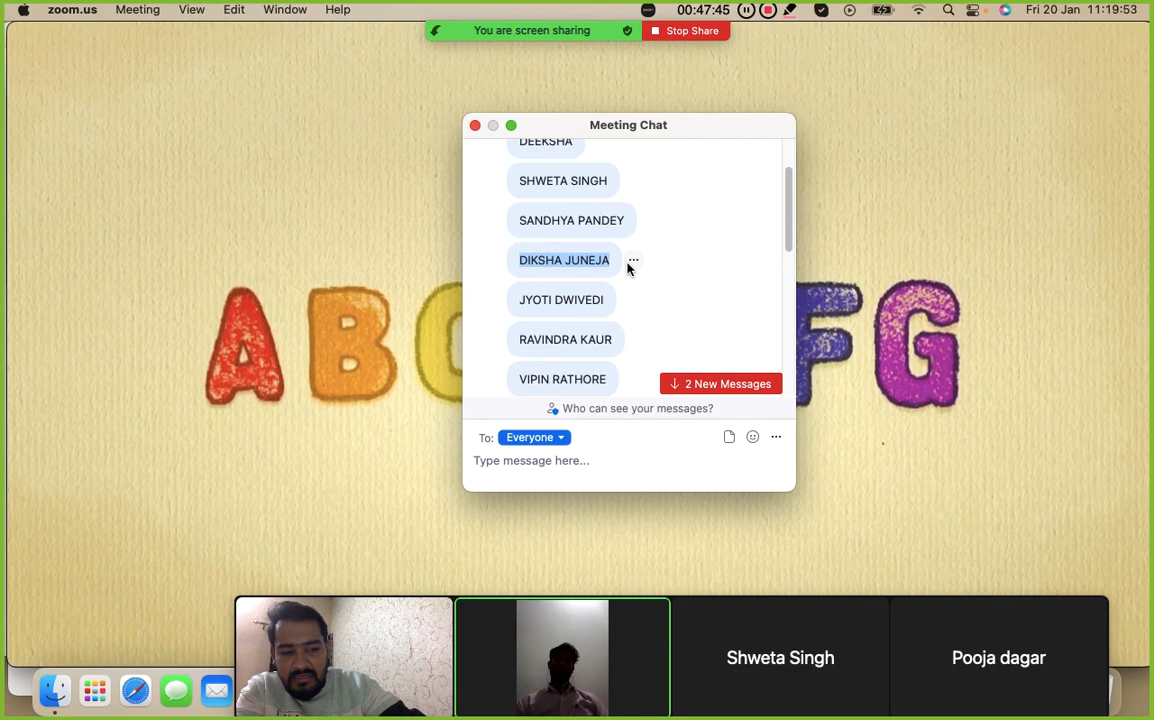 zoom.us Meeting View Edit Window Help 00:47:45 Fri 20 Jan 11:19:53
You are screen sharing Stop Share
Meeting Chat
DEEKSHA
SHWETA SINGH
SANDHYA PANDEY
DIKSHA JUNEJA
JYOTI DWIVEDI
RAVINDRA KAUR
VIPIN RATHORE
2 New Messages
Who can see your messages?
To: Everyone
Type message here...
A B C F G
Shweta Singh
Pooja dagar